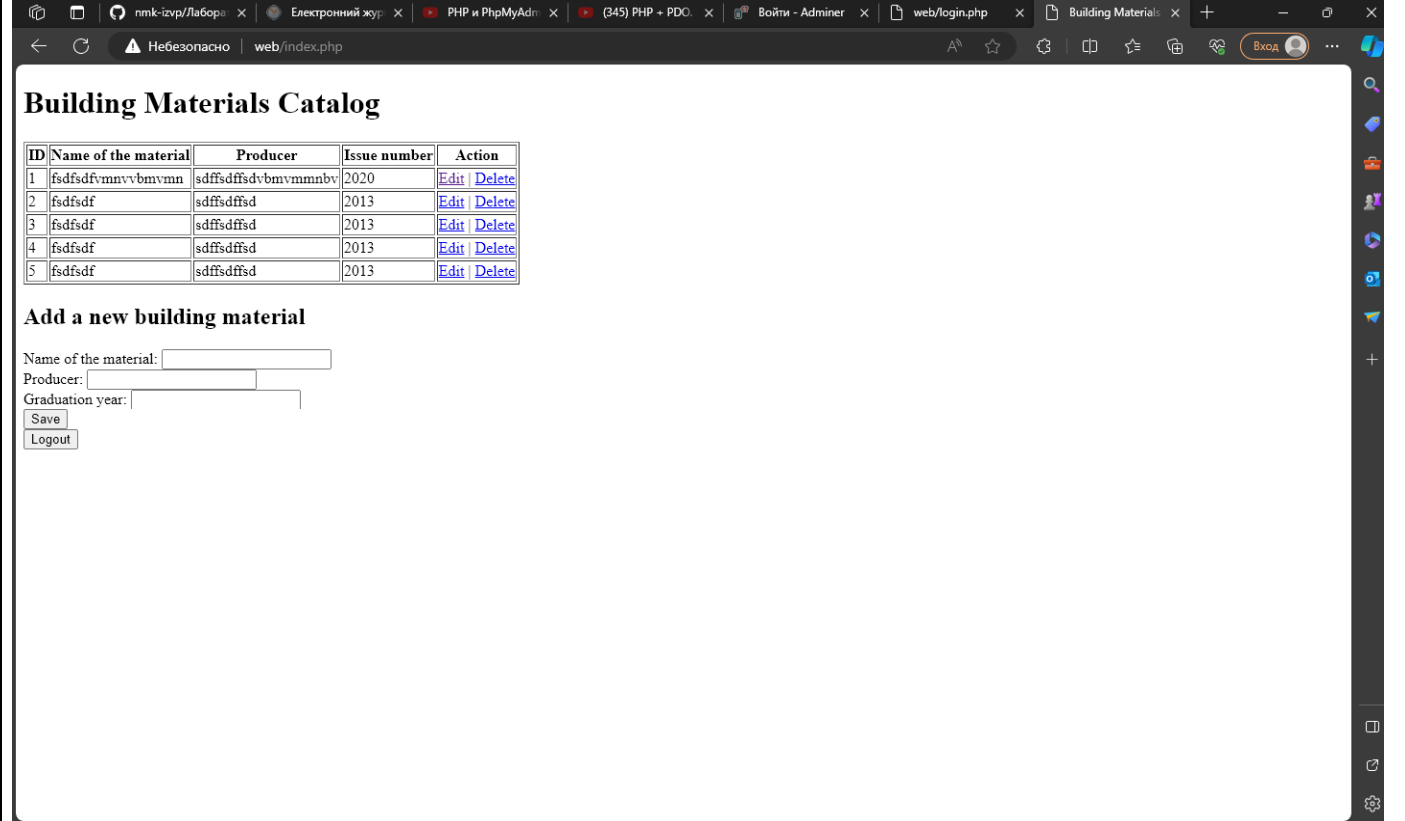 nmk-izvp/Лабора
Електронний жур
PHP и PhpMyAdm
(345) PHP + PDO.
Войти - Adminer
web/login.php
Building Materials
Небезопасно
web/index.php
Вход
Building Materials Catalog
ID Name of the material Producer Issue number Action
1 fsdfsdfvmnvvbmvmn sdffsdffsdvbmvmmnbv 2020 Edit | Delete
2 fsdfsdf sdffsdffsd 2013 Edit | Delete
3 fsdfsdf sdffsdffsd 2013 Edit | Delete
4 fsdfsdf sdffsdffsd 2013 Edit | Delete
5 fsdfsdf sdffsdffsd 2013 Edit | Delete
Add a new building material
Name of the material:
Producer:
Graduation year:
Save
Logout